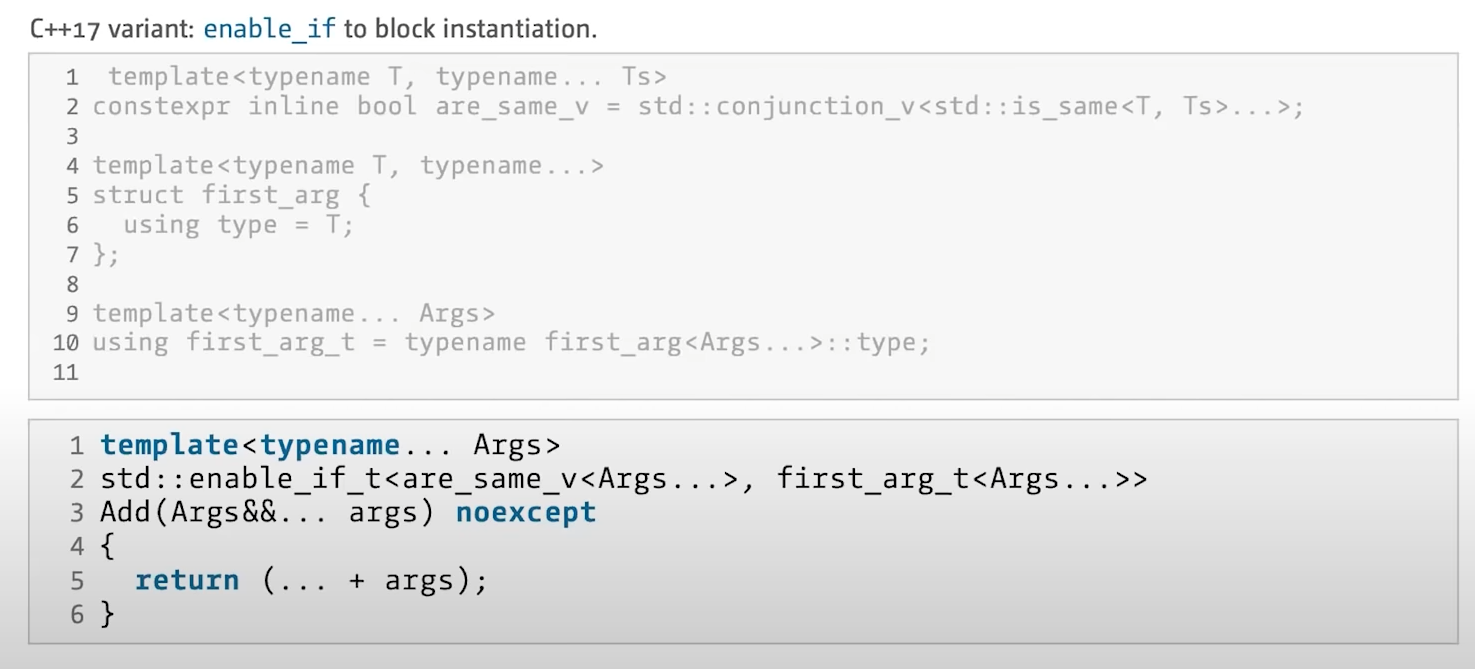 C++17 variant: enable_if to block instantiation.
1 template<typename T, typename... Ts>
2 constexpr inline bool are_same_v = std::conjunction_v<std::is_same<T, Ts>...>;
3
4 template<typename T, typename...>
5 struct first_arg {
6   using type = T;
7 };
8
9 template<typename... Args>
10 using first_arg_t = typename first_arg<Args...>::type;
11
1 template<typename... Args>
2 std::enable_if_t<are_same_v<Args...>, first_arg_t<Args...>>
3 Add(Args&&... args) noexcept
4 {
5   return (... + args);
6 }